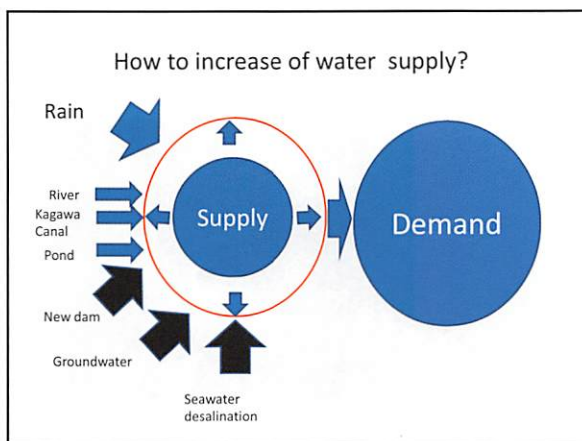 How to increase of water supply?
Rain
River
Kagawa
Canal
Pond
New dam
Groundwater
Seawater
desalination
Supply
Demand